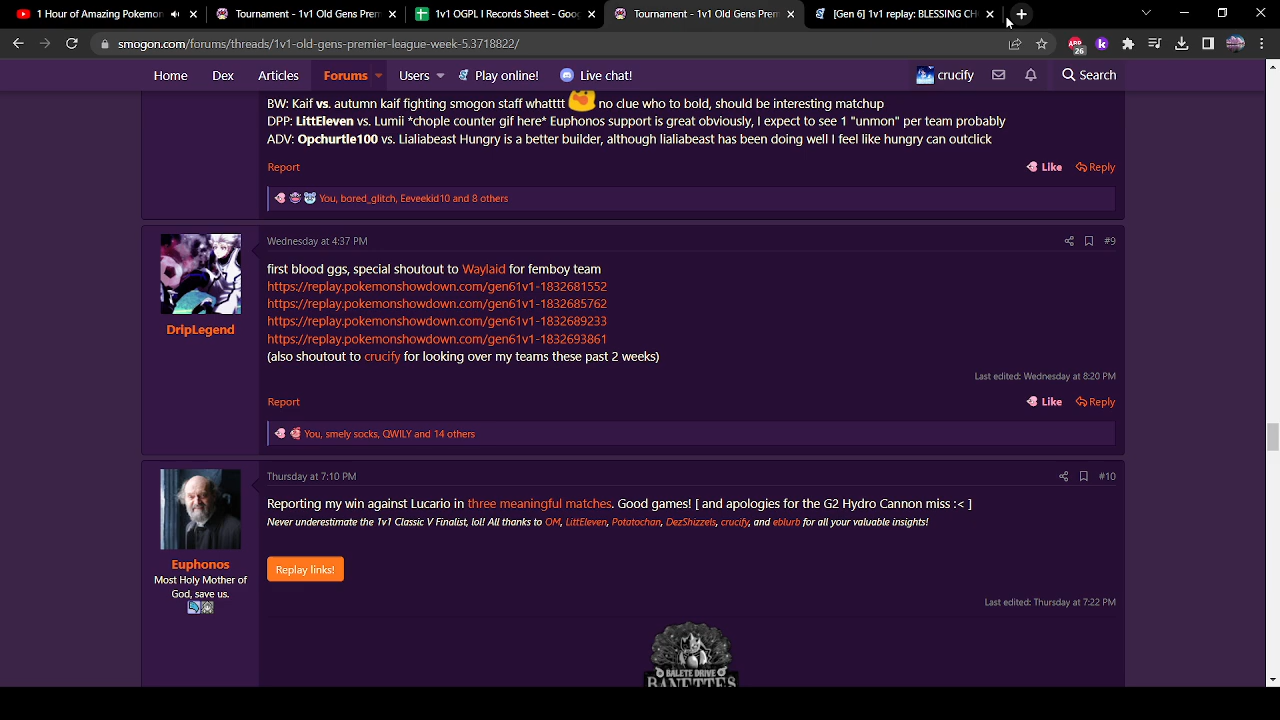 1 Hour of Amazing Pokemon
Tournament - 1v1 Old Gens Prem
1v1 OGPL I Records Sheet - Goog
Tournament - 1v1 Old Gens Prem
[Gen 6] 1v1 replay: BLESSING CH
smogon.com/forums/threads/1v1-old-gens-premier-league-week-5.3718822/
26
Home Dex Articles Forums Users Play online! Live chat! crucify Search
BW: Kaif vs. autumn kaif fighting smogon staff whatttt no clue who to bold, should be interesting matchup
DPP: LittEleven vs. Lumii *chople counter gif here* Euphonos support is great obviously, I expect to see 1 "unmon" per team probably
ADV: Opchurtle100 vs. Lialiabeast Hungry is a better builder, although lialiabeast has been doing well I feel like hungry can outclick
Report Like Reply
You, bored_glitch, Eeveekid10 and 8 others
Wednesday at 4:37 PM #9
DripLegend
first blood ggs, special shoutout to Waylaid for femboy team
https://replay.pokemonshowdown.com/gen61v1-1832681552
https://replay.pokemonshowdown.com/gen61v1-1832685762
https://replay.pokemonshowdown.com/gen61v1-1832689233
https://replay.pokemonshowdown.com/gen61v1-1832693861
(also shoutout to crucify for looking over my teams these past 2 weeks)
Last edited: Wednesday at 8:20 PM
Report Like Reply
You, smely socks, QWILY and 14 others
Thursday at 7:10 PM #10
Euphonos
Most Holy Mother of
God, save us.
Reporting my win against Lucario in three meaningful matches. Good games! [ and apologies for the G2 Hydro Cannon miss :< ]
Never underestimate the 1v1 Classic V Finalist, lol! All thanks to OM, LittEleven, Potatochan, DezShizzels, crucify, and eblurb for all your valuable insights!
Replay links!
Last edited: Thursday at 7:22 PM
BALETE DRIVE
BANETTES